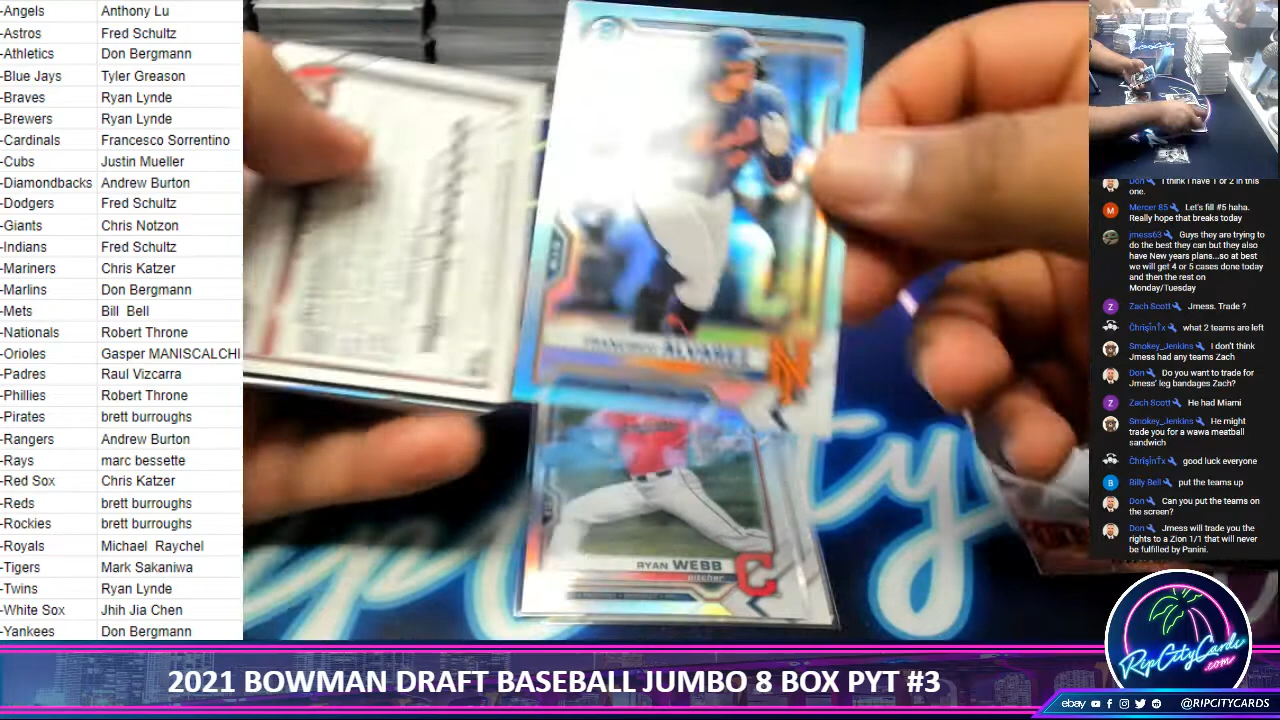 -Angels Anthony Lu
-Astros Fred Schultz
-Athletics Don Bergmann
-Blue Jays Tyler Greason
-Braves Ryan Lynde
-Brewers Ryan Lynde
-Cardinals Francesco Sorrentino
-Cubs Justin Mueller
-Diamondbacks Andrew Burton
-Dodgers Fred Schultz
-Giants Chris Notzon
-Indians Fred Schultz
-Mariners Chris Katzer
-Marlins Don Bergmann
-Mets Bill Bell
-Nationals Robert Throne
-Orioles Gasper MANISCALCHI
-Padres Raul Vizcarra
-Phillies Robert Throne
-Pirates brett burroughs
-Rangers Andrew Burton
-Rays marc bessette
-Red Sox Chris Katzer
-Reds brett burroughs
-Rockies brett burroughs
-Royals Michael Raychel
-Tigers Mark Sakaniwa
-Twins Ryan Lynde
-White Sox Jhih Jia Chen
-Yankees Don Bergmann
FRANCISCO ALVAREZ
RYAN WEBB
pitcher
C
ty
Don I think I have 1 or 2 in this
one.
M
Mercer 85 Let's fill #5 haha.
Really hope that breaks today
jmess63 Guys they are trying to
do the best they can but they also
have New years plans...so at best
we will get 4 or 5 cases done today
and then the rest on
Monday/Tuesday
Z
Zach Scott Jmess. Trade ?
ČhrïşïnŤx what 2 teams are left
Smokey_Jenkins I don't think
Jmess had any teams Zach
Don Do you want to trade for
Jmess' leg bandages Zach?
Z
Zach Scott He had Miami
Smokey_Jenkins He might
trade you for a wawa meatball
sandwich
ČhrïşïnŤx good luck everyone
B
Billy Bell put the teams up
Don Can you put the teams on
the screen?
Don Jmess will trade you the
rights to a Zion 1/1 that will never
be fulfilled by Panini.
RipCityCards
.com
2021 BOWMAN DRAFT BASEBALL JUMBO 8 BOX PYT #3
ebay @RIPCITYCARDS